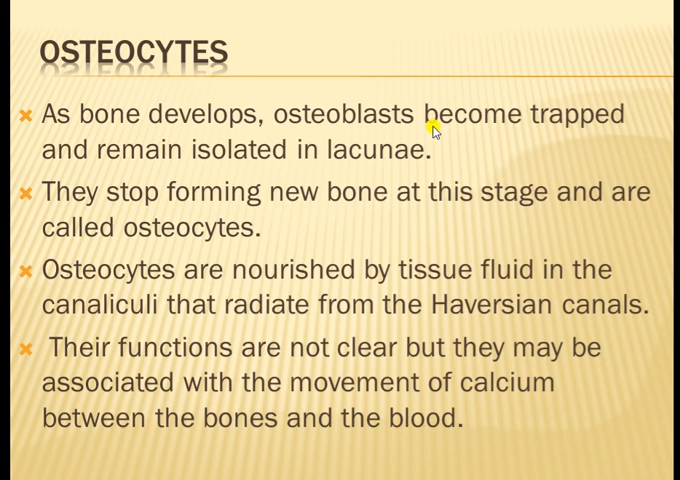 OSTEOCYTES
As bone develops, osteoblasts become trapped
and remain isolated in lacunae.
They stop forming new bone at this stage and are
called osteocytes.
Osteocytes are nourished by tissue fluid in the
canaliculi that radiate from the Haversian canals.
Their functions are not clear but they may be
associated with the movement of calcium
between the bones and the blood.